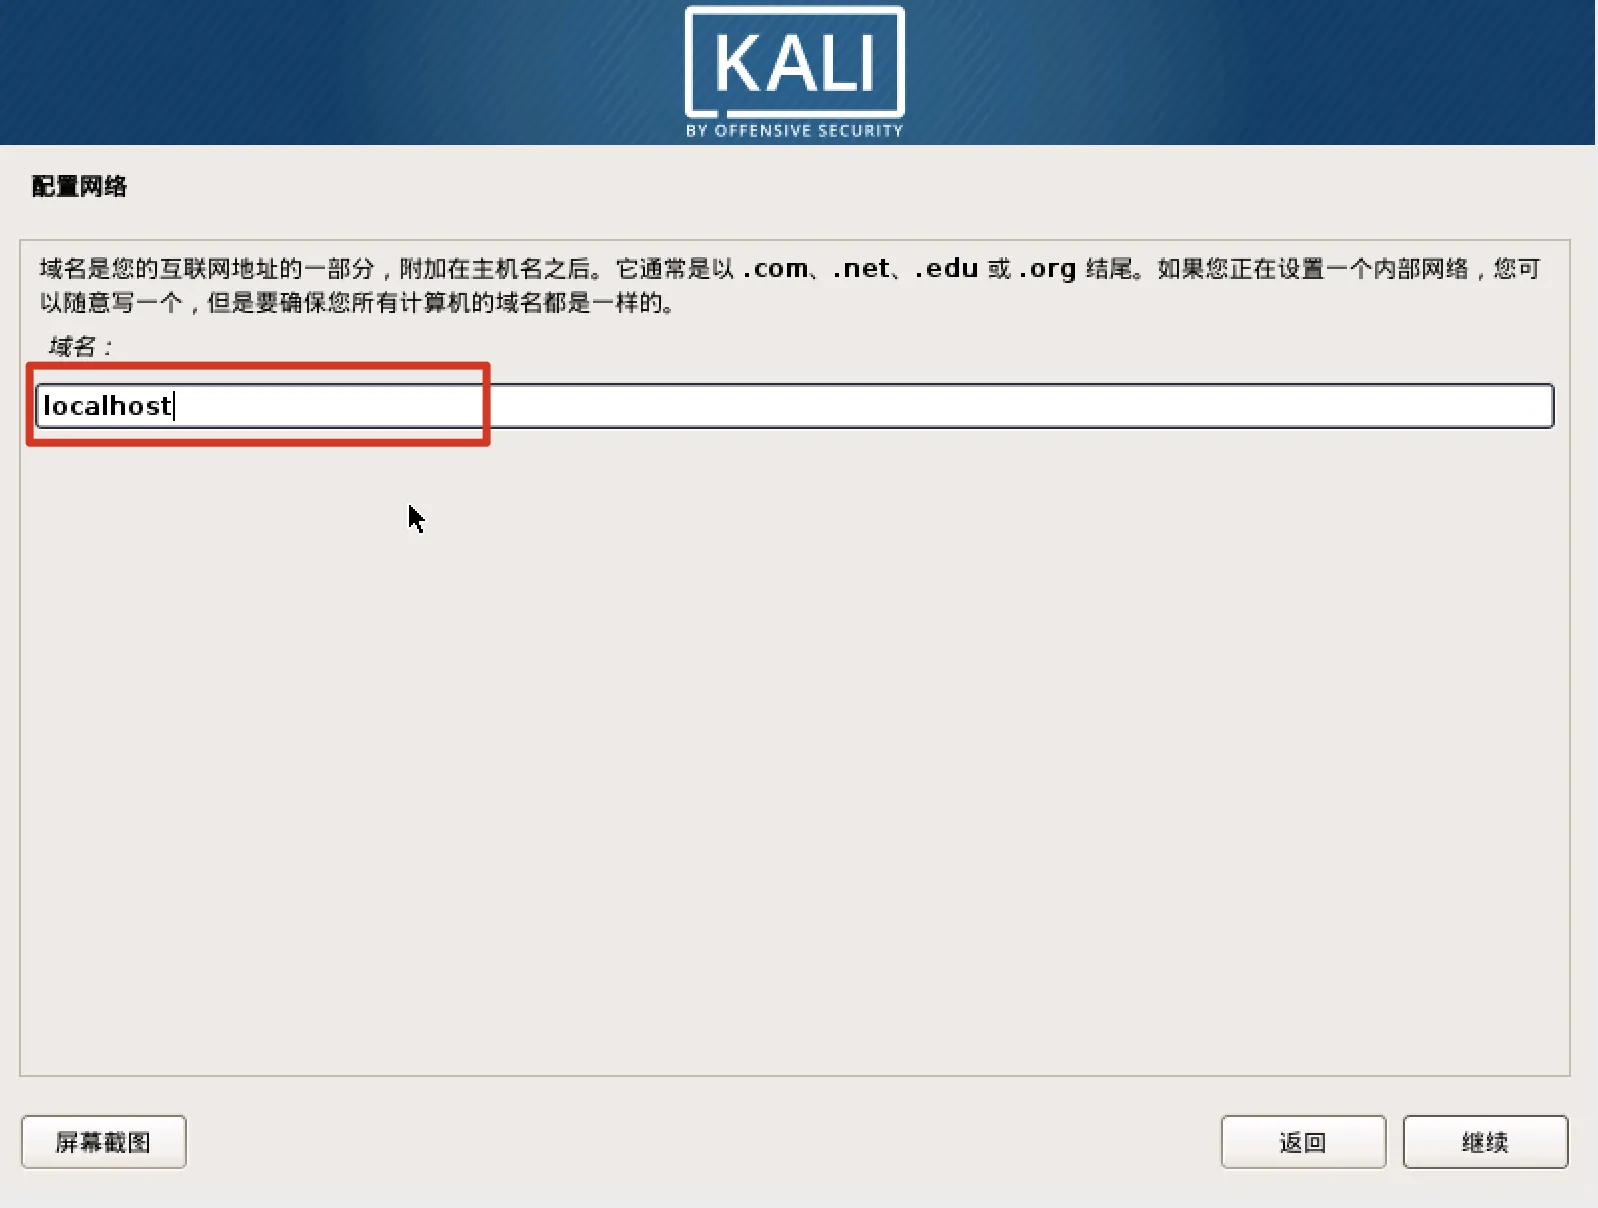 KALI
BY OFFENSIVE SECURITY
配置网络
域名是您的互联网地址的一部分，附加在主机名之后。它通常是以 .com、.net、.edu 或 .org 结尾。如果您正在设置一个内部网络，您可
以随意写一个，但是要确保您所有计算机的域名都是一样的。
域名：
localhost
屏幕截图
返回
继续